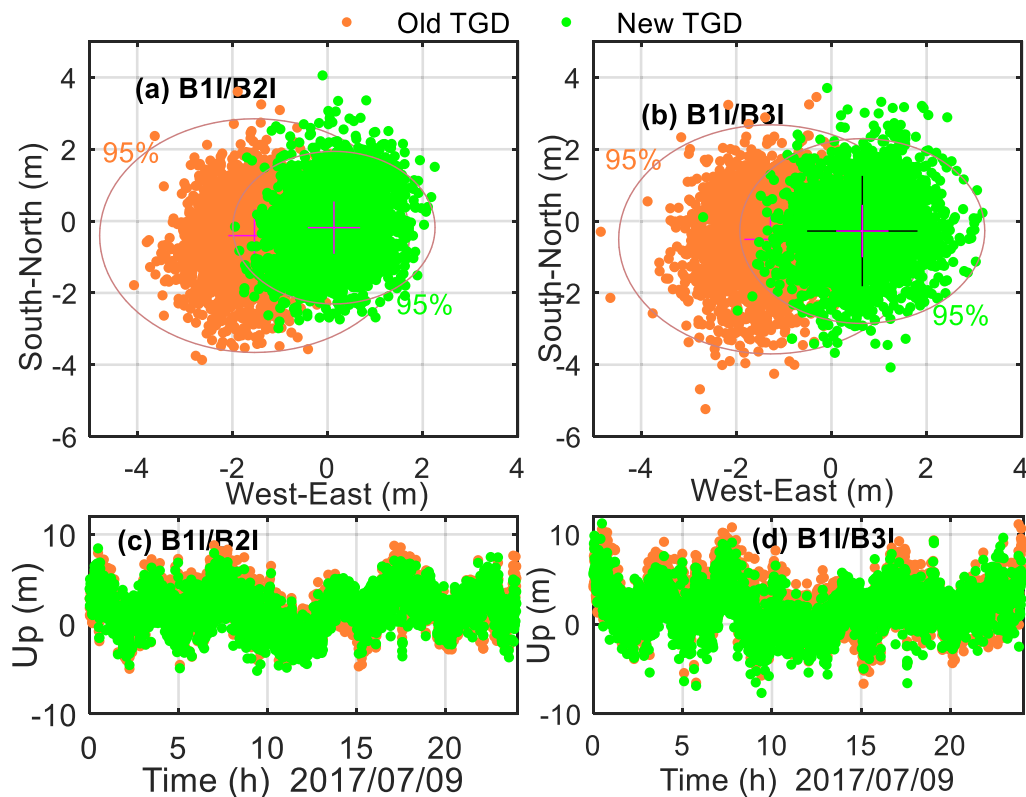 Old TGD New TGD
(a) B1I/B2I
95%
95%
4
2
0
-2
-4
-6
South-North (m)
-4 -2 0 2 4
West-East (m)
(b) B1I/B3I
95%
95%
4
2
0
-2
-4
-6
South-North (m)
-4 -2 0 2 4
West-East (m)
(c) B1I/B2I
10
0
-10
Up (m)
0 5 10 15 20
Time (h) 2017/07/09
(d) B1I/B3I
10
0
-10
Up (m)
0 5 10 15 20
Time (h) 2017/07/09